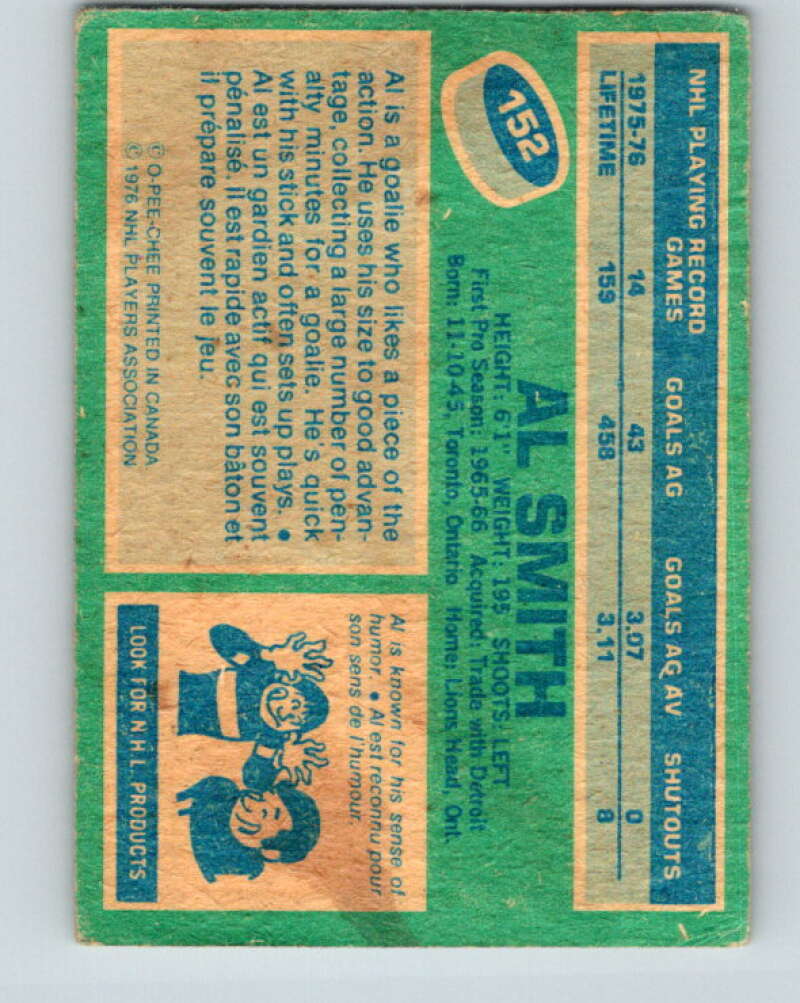 NHL PLAYING RECORD
GAMES GOALS AG GOALS AG AV SHUTOUTS
1975-76 14 43 3.07 0
LIFETIME 159 458 3.11 8
152
AL SMITH
HEIGHT: 6'1" WEIGHT: 195 SHOOTS: LEFT
First Pro Season: 1965-66 Acquired: Trade with Detroit
Born: 11-10-45, Toronto, Ontario Home: Lions Head, Ont.
Al is a goalie who likes a piece of the
action. He uses his size to good advan-
tage, collecting a large number of pen-
alty minutes for a goalie. He's quick
with his stick and often sets up plays. •
Al est un gardien actif qui est souvent
pénalisé. il est rapide avec son bâton et
il prépare souvent le jeu.
© O-PEE-CHEE PRINTED IN CANADA
© 1976 NHL PLAYERS ASSOCIATION
Al is known for his sense of
humor. • Al est reconnu pour
son sens de l'humour.
LOOK FOR N H L PRODUCTS